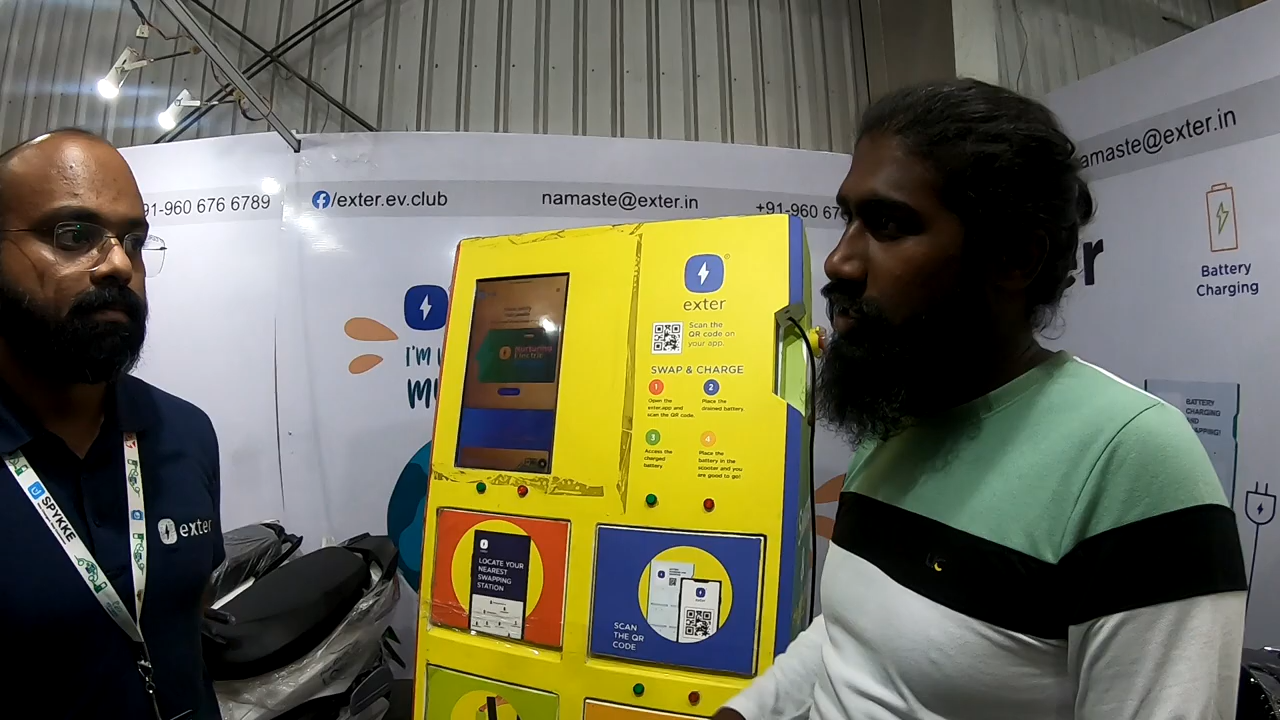 91-960 676 6789
/exter.ev.club
namaste@exter.in
+91-960 67
amaste@exter.in
Battery
Charging
exter
Scan the
QR code on
your app.
SWAP & CHARGE
1
Open the
exter.app and
scan the QR code.
2
Place the
drained battery.
3
Access the
charged
battery
4
Place the
battery in the
scooter and you
are good to go!
I'M
LOCATE YOUR
NEAREST
SWAPPING
STATION
SCAN
THE QR
CODE
exter
BATTERY
CHARGING
AND
SPYKKE
exter